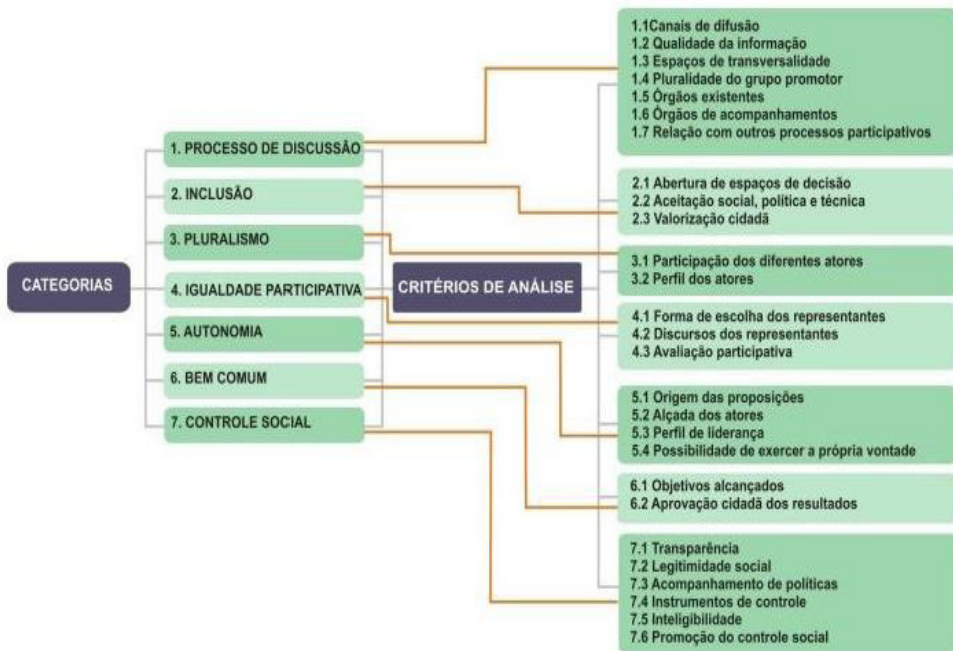 CATEGORIAS
1. PROCESSO DE DISCUSSÃO
2. INCLUSÃO
3. PLURALISMO
4. IGUALDADE PARTICIPATIVA
5. AUTONOMIA
6. BEM COMUM
7. CONTROLE SOCIAL
CRITÉRIOS DE ANÁLISE
1.1Canais de difusão
1.2 Qualidade da informação
1.3 Espaços de transversalidade
1.4 Pluralidade do grupo promotor
1.5 Órgãos existentes
1.6 Órgãos de acompanhamentos
1.7 Relação com outros processos participativos
2.1 Abertura de espaços de decisão
2.2 Aceitação social, política e técnica
2.3 Valorização cidadã
3.1 Participação dos diferentes atores
3.2 Perfil dos atores
4.1 Forma de escolha dos representantes
4.2 Discursos dos representantes
4.3 Avaliação participativa
5.1 Origem das proposições
5.2 Alçada dos atores
5.3 Perfil de liderança
5.4 Possibilidade de exercer a própria vontade
6.1 Objetivos alcançados
6.2 Aprovação cidadã dos resultados
7.1 Transparência
7.2 Legitimidade social
7.3 Acompanhamento de políticas
7.4 Instrumentos de controle
7.5 Inteligibilidade
7.6 Promoção do controle social